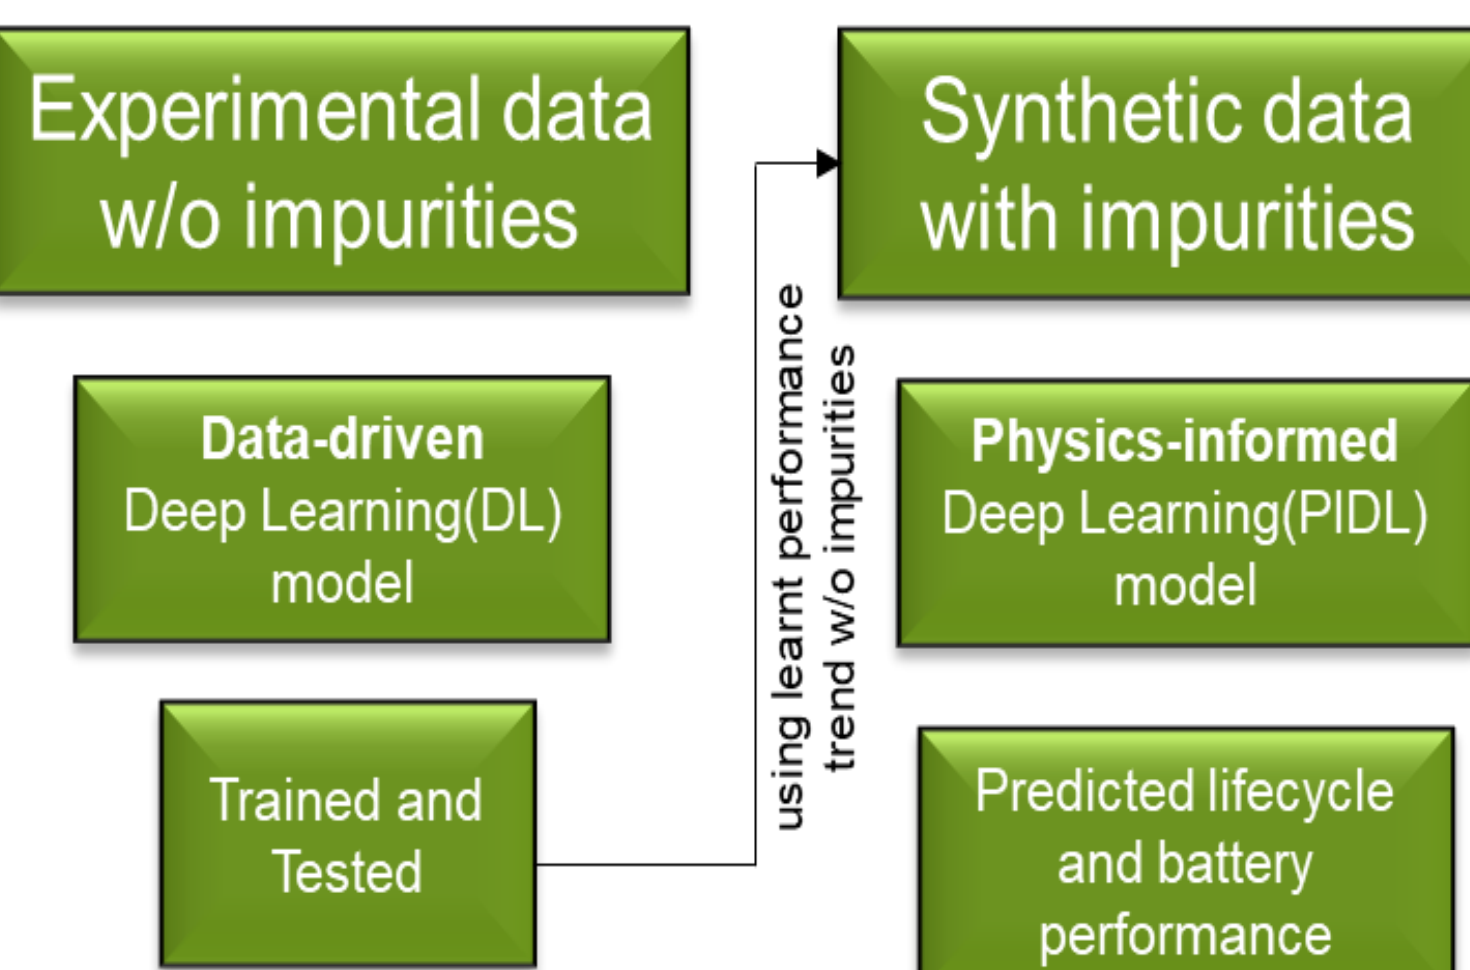 Experimental data
w/o impurities
Data-driven
Deep Learning(DL)
model
Trained and
Tested
using learnt performance
trend w/o impurities
Synthetic data
with impurities
Physics-informed
Deep Learning(PIDL)
model
Predicted lifecycle
and battery
performance